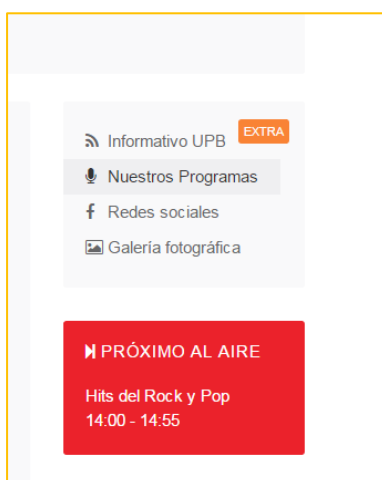 EXTRA
Informativo UPB
Nuestros Programas
Redes sociales
Galería fotográfica
PRÓXIMO AL AIRE
Hits del Rock y Pop
14:00 - 14:55